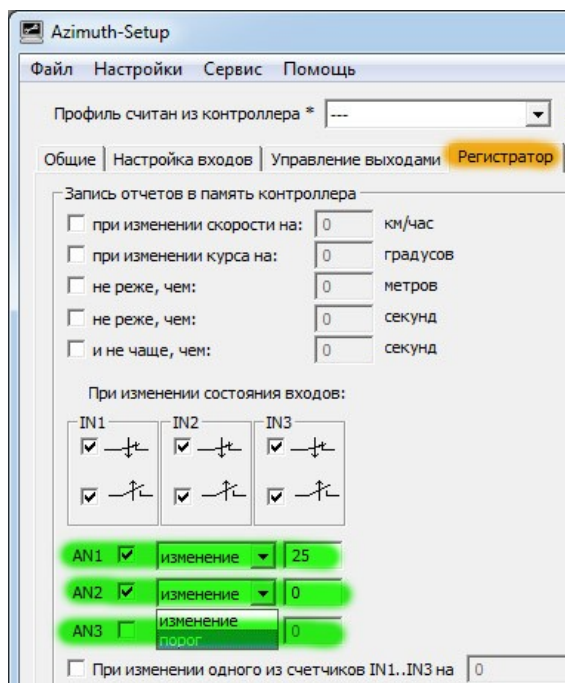 Azimuth-Setup
Файл Настройки Сервис Помощь
Профиль считан из контроллера * ---
Общие Настройка входов Управление выходами Регистратор
Запись отчетов в память контроллера
при изменении скорости на: 0 км/час
при изменении курса на: 0 градусов
не реже, чем: 0 метров
не реже, чем: 0 секунд
и не чаще, чем: 0 секунд
При изменении состояния входов:
IN1 IN2 IN3
AN1 изменение 25
AN2 изменение 0
изменение
AN3 порог 0
При изменении одного из счетчиков IN1..IN3 на 0